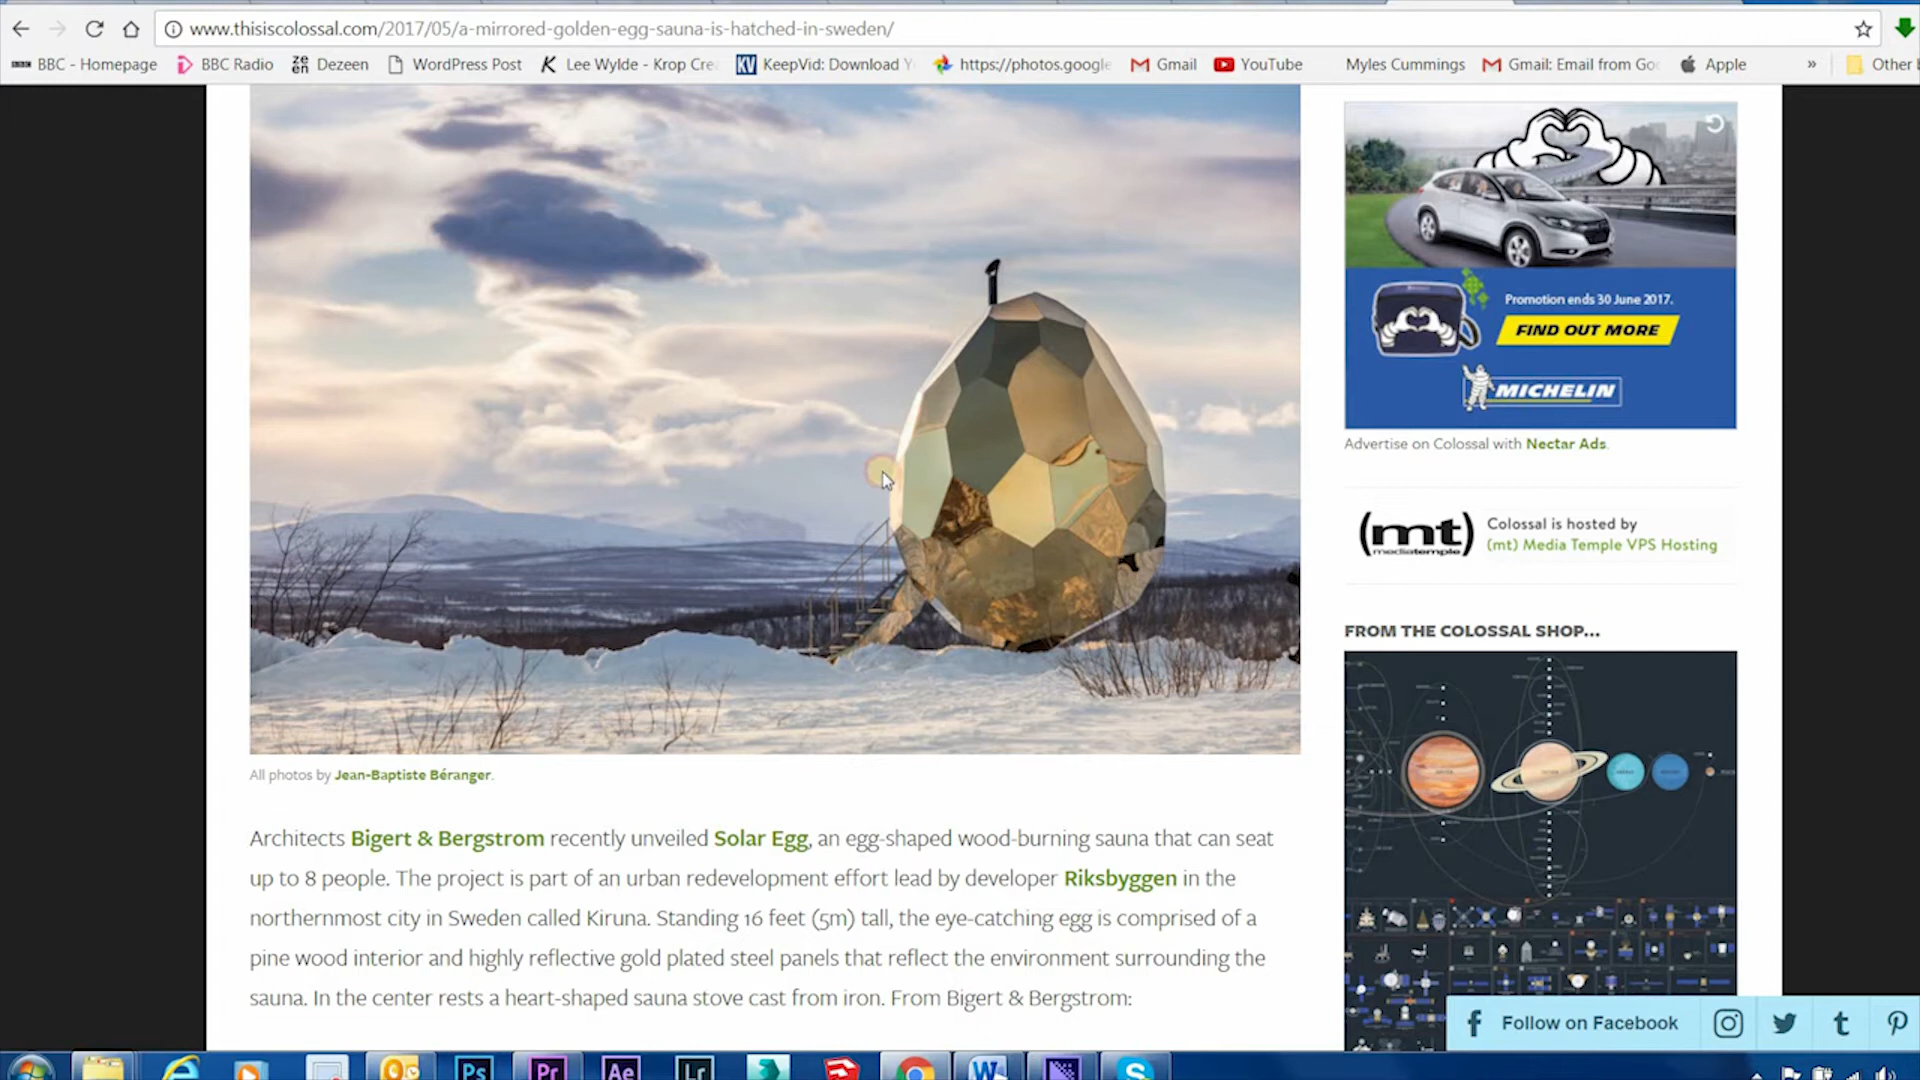 www.thisiscolossal.com/2017/05/a-mirrored-golden-egg-sauna-is-hatched-in-sweden/
BBC - Homepage
BBC Radio
Dezeen
WordPress Post
Lee Wylde - Krop Cre
KeepVid: Download Y
https://photos.google
Gmail
YouTube
Myles Cummings
Gmail: Email from Go
Apple
»
Other b
Promotion ends 30 June 2017.
FIND OUT MORE
MICHELIN
Advertise on Colossal with Nectar Ads.
(mt)
mediatemple
Colossal is hosted by
(mt) Media Temple VPS Hosting
FROM THE COLOSSAL SHOP...
All photos by Jean-Baptiste Béranger.
Architects Bigert & Bergstrom recently unveiled Solar Egg, an egg-shaped wood-burning sauna that can seat
up to 8 people. The project is part of an urban redevelopment effort lead by developer Riksbyggen in the
northernmost city in Sweden called Kiruna. Standing 16 feet (5m) tall, the eye-catching egg is comprised of a
pine wood interior and highly reflective gold plated steel panels that reflect the environment surrounding the
sauna. In the center rests a heart-shaped sauna stove cast from iron. From Bigert & Bergstrom:
Follow on Facebook
Ps
Pr
Ae
Lr